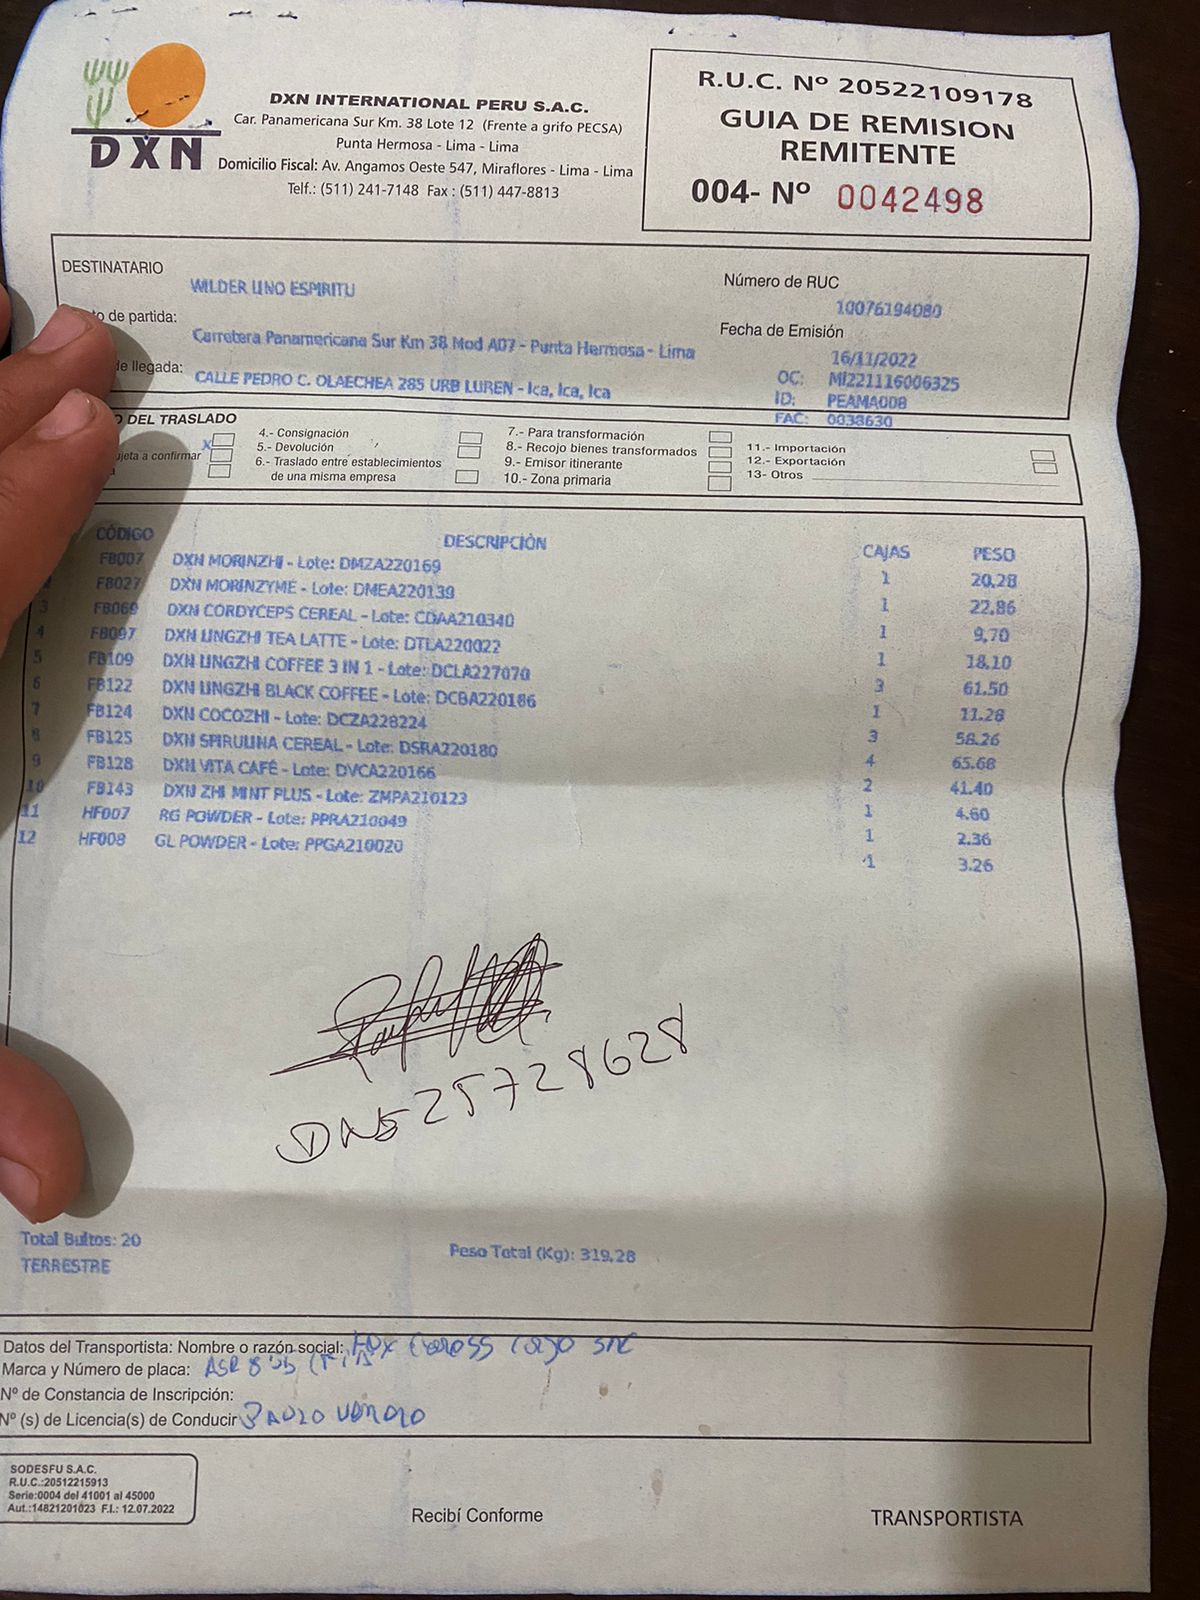 DXN
DXN INTERNATIONAL PERU S.A.C.
Car. Panamericana Sur Km. 38 Lote 12 (Frente a grifo PECSA)
Punta Hermosa - Lima - Lima
Domicilio Fiscal: Av. Angamos Oeste 547, Miraflores - Lima - Lima
Telf.: (511) 241-7148 Fax : (511) 447-8813
R.U.C. Nº 20522109178
GUIA DE REMISION
REMITENTE
004- Nº 0042498
DESTINATARIO
WILDER LINO ESPIRITU
to de partida:
Carretera Panamericana Sur Km 38 Mod A07 - Punta Hermosa - Lima
de llegada:
CALLE PEDRO C. OLAECHEA 285 URB LUREN - Ica, Ica, Ica
Número de RUC
10076194080
Fecha de Emisión
16/11/2022
OC: MI221116006325
ID: PEAMA008
FAC: 0038630
DEL TRASLADO
X
ujeta a confirmar
4.- Consignación
5.- Devolución
6.- Traslado entre establecimientos
de una misma empresa
7.- Para transformación
8.- Recojo bienes transformados
9.- Emisor itinerante
10.- Zona primaria
11.- Importación
12.- Exportación
13- Otros
CÓDIGO DESCRIPCIÓN CAJAS PESO
FB007 DXN MORINZHI - Lote: DMZA220169 1 20,28
FB027 DXN MORINZYME - Lote: DMEA220139 1 22,86
3 FB069 DXN CORDYCEPS CEREAL - Lote: CDAA210340 1 9,70
4 FB097 DXN LINGZHI TEA LATTE - Lote: DTLA220022 1 18,10
5 FB109 DXN LINGZHI COFFEE 3 IN 1 - Lote: DCLA227070 3 61,50
6 FB122 DXN LINGZHI BLACK COFFEE - Lote: DCBA220186 1 11,28
7 FB124 DXN COCOZHI - Lote: DCZA228224 3 58,26
8 FB125 DXN SPIRULINA CEREAL - Lote: DSRA220180 4 65,68
9 FB128 DXN VITA CAFÉ - Lote: DVCA220166 2 41,40
10 FB143 DXN ZHI MINT PLUS - Lote: ZMPA210123 1 4,60
11 HF007 RG POWDER - Lote: PPRA210049 1 2,36
12 HF008 GL POWDER - Lote: PPGA210020 1 3,26
25728628
Total Bultos: 20
TERRESTRE
Peso Total (Kg): 319,28
Datos del Transportista: Nombre o razón social:
Marca y Número de placa:
Nº de Constancia de Inscripción:
Nº (s) de Licencia(s) de Conducir
SODESFU S.A.C.
R.U.C.:20512215913
Serie:0004 del 41001 al 45000
Aut.:14821201023 F.I.: 12.07.2022
Recibí Conforme
TRANSPORTISTA